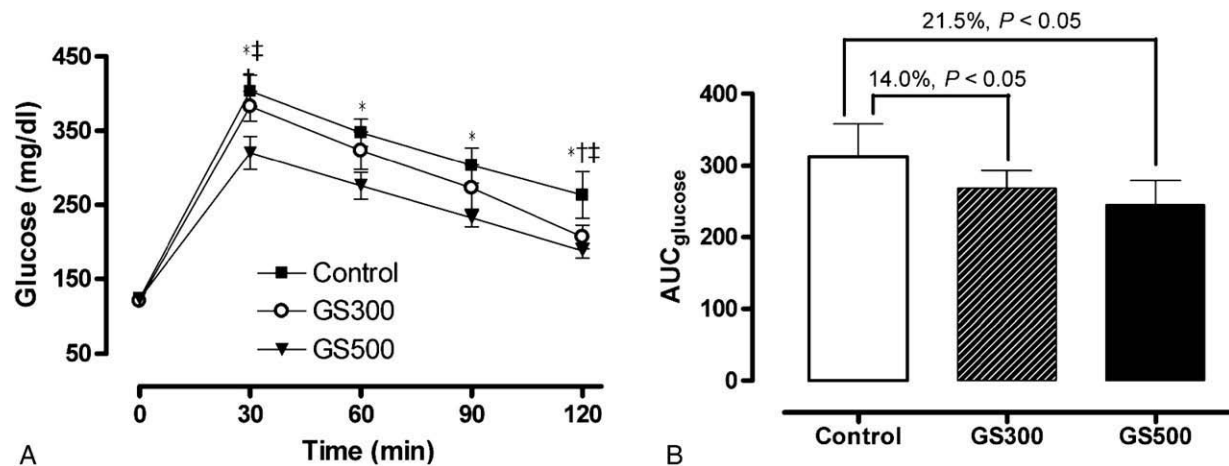 21.5%, P < 0.05
14.0%, P < 0.05
450
350
250
150
50
Glucose (mg/dl)
*‡
†
*
*
*†‡
Control
GS300
GS500
0 30 60 90 120
Time (min)
A
400
300
200
100
0
AUCglucose
Control GS300 GS500
B